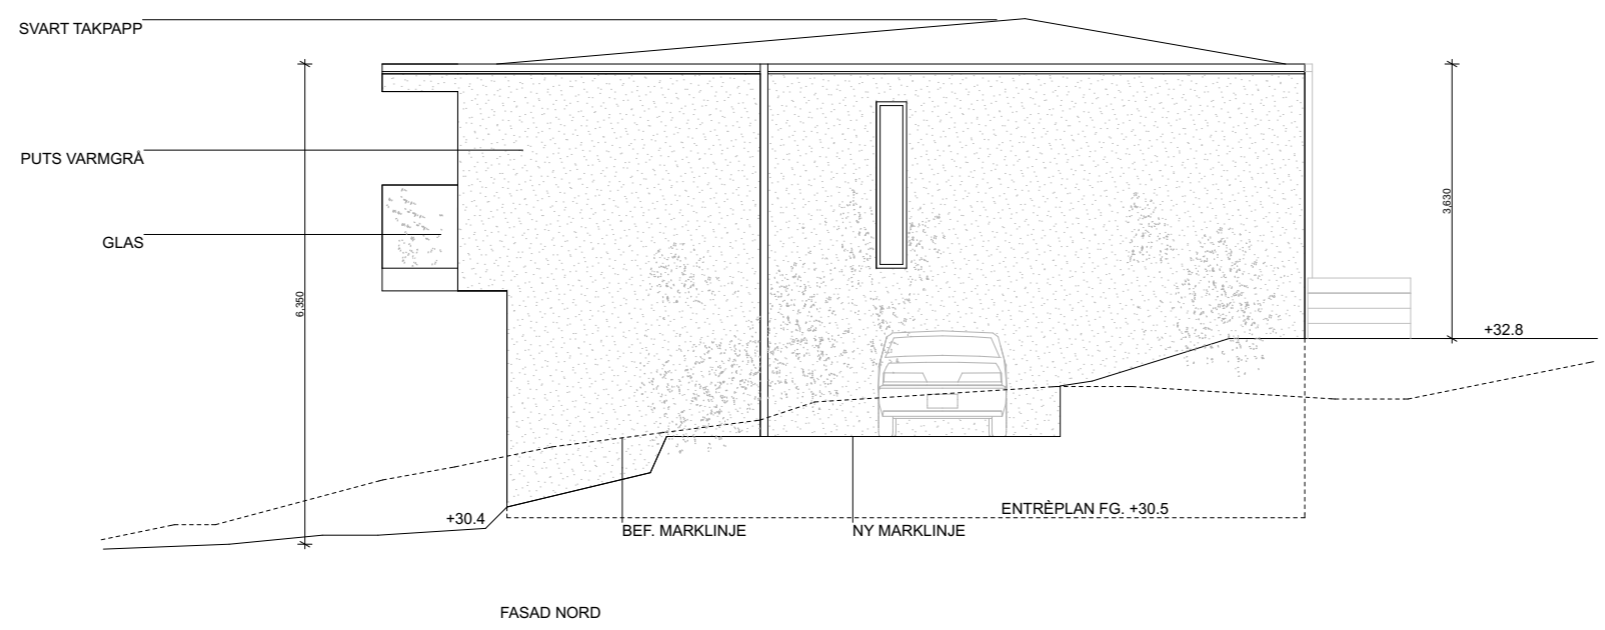 SVART TAKPAPP
PUTS VARMGRÅ
GLAS
6.350
3.630
+32.8
+30.4
ENTRÈPLAN FG. +30.5
BEF. MARKLINJE
NY MARKLINJE
FASAD NORD